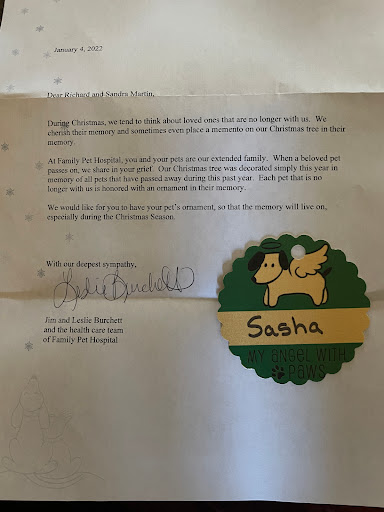 January 4, 2022
Dear Richard and Sandra Martin,
During Christmas, we tend to think about loved ones that are no longer with us. We
cherish their memory and sometimes even place a memento on our Christmas tree in their
memory.
At Family Pet Hospital, you and your pets are our extended family. When a beloved pet
passes on, we share in your grief. Our Christmas tree was decorated simply this year in
memory of all pets that have passed away during this past year. Each pet that is no
longer with us is honored with an ornament in their memory.
We would like for you to have your pet's ornament, so that the memory will live on,
especially during the Christmas Season.
With our deepest sympathy,
Leslie Burchett
Jim and Leslie Burchett
and the health care team
of Family Pet Hospital
Sasha
MY ANGEL WITH
PAWS